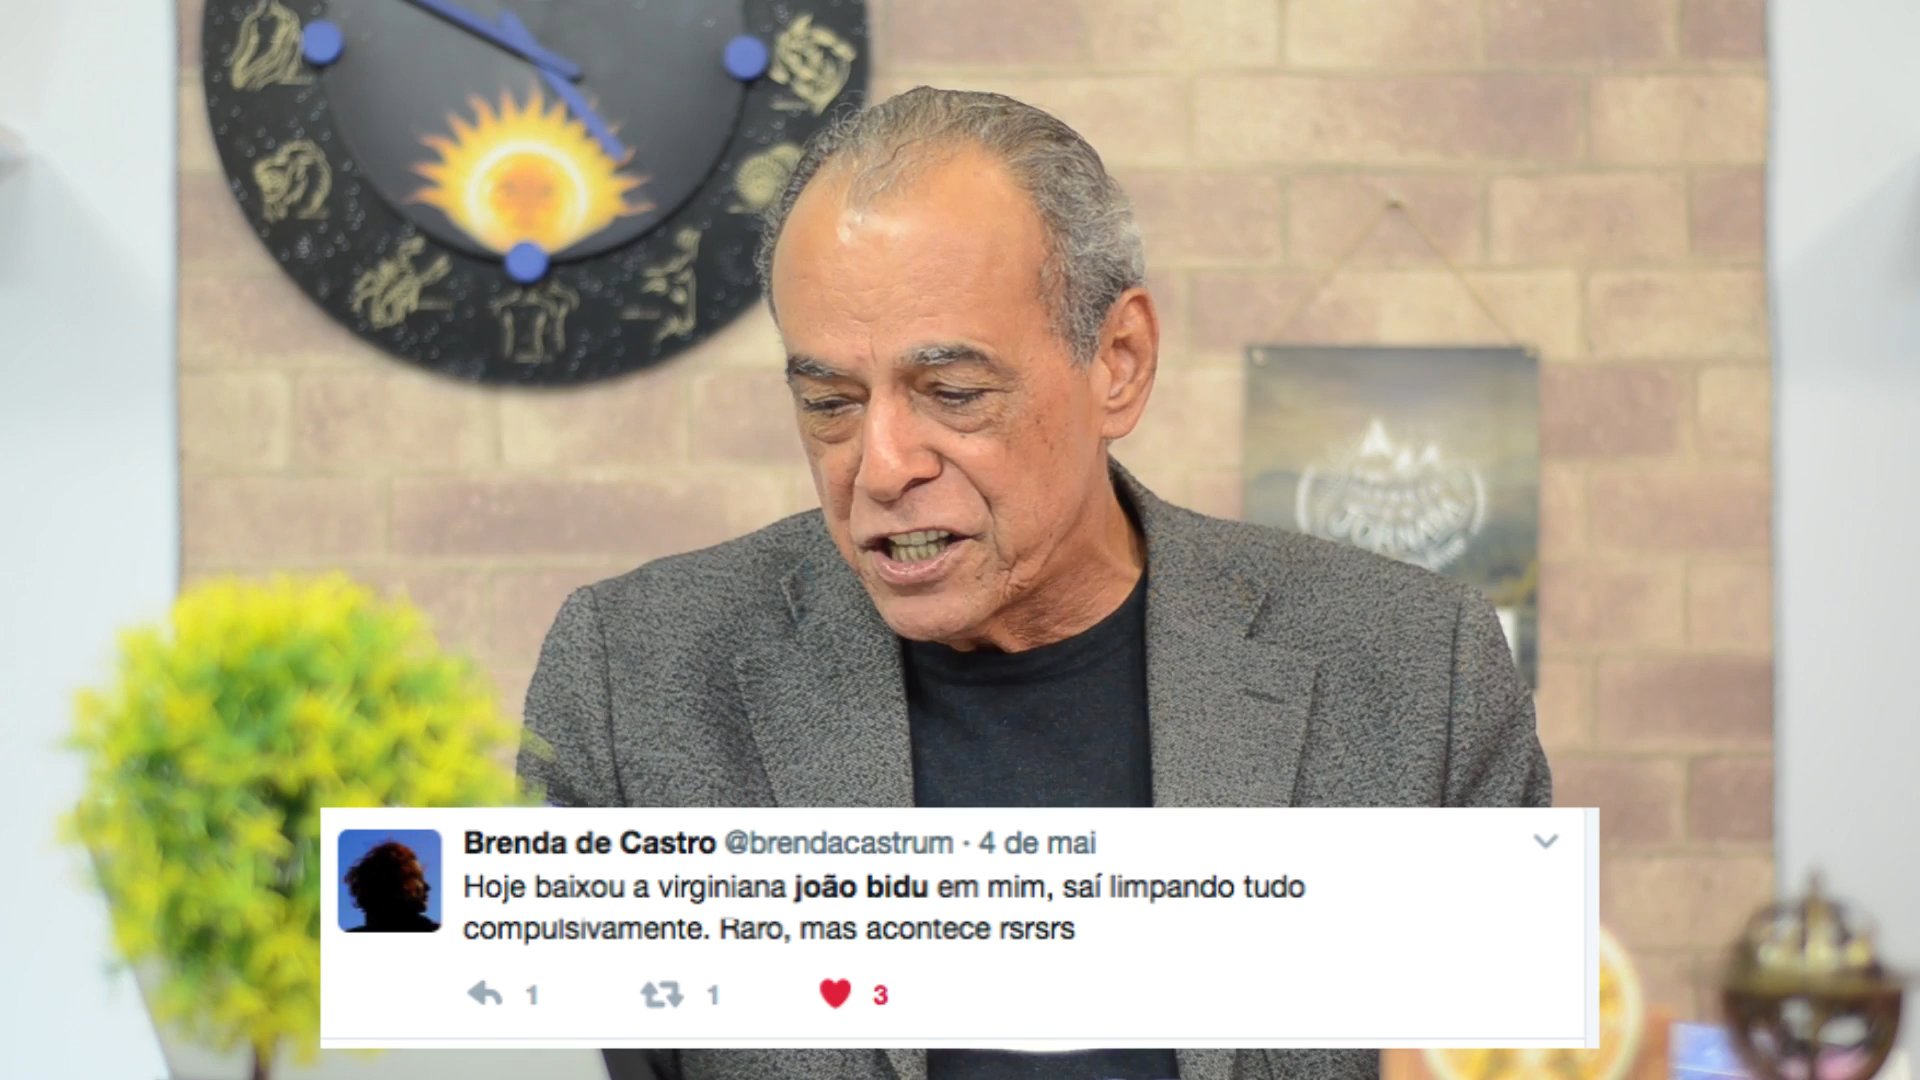 JORNADA
Brenda de Castro @brendacastrum · 4 de mai
Hoje baixou a virginiana joão bidu em mim, saí limpando tudo
compulsivamente. Raro, mas acontece rsrsrs
1 1 3